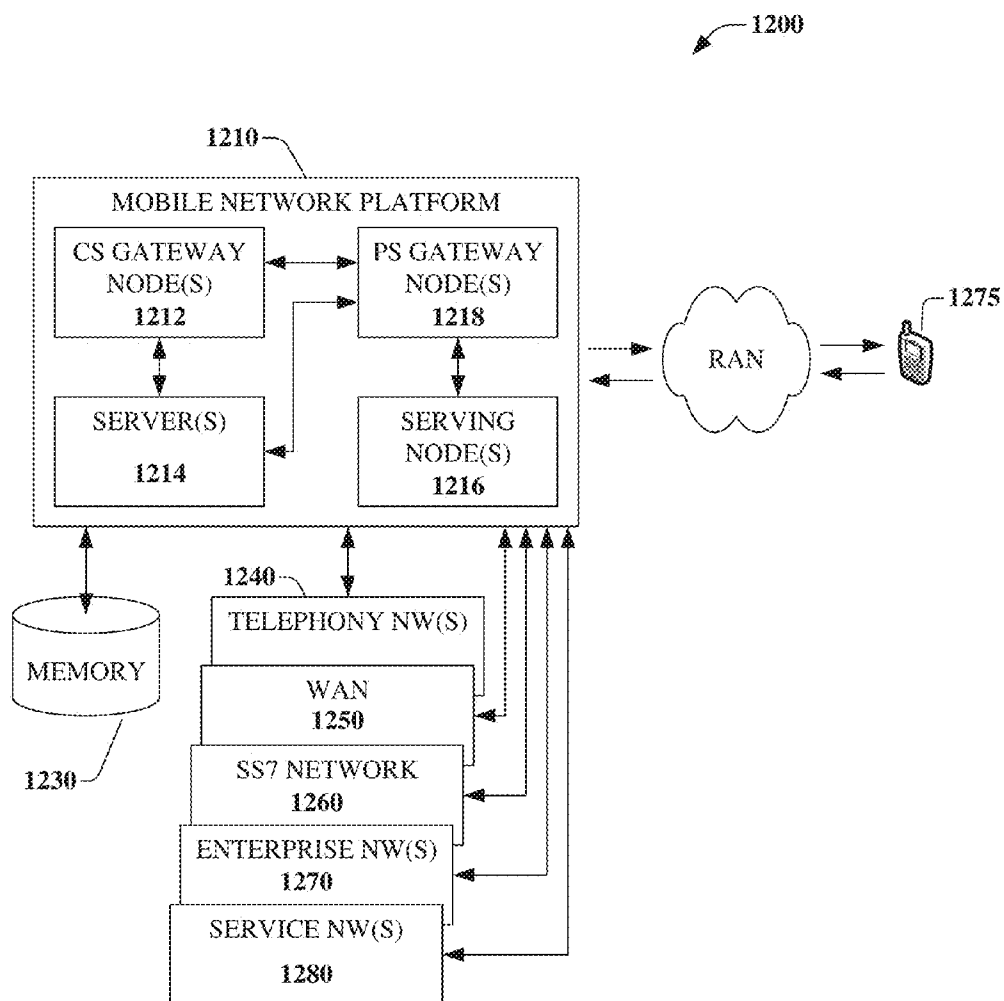 1200
1210
MOBILE NETWORK PLATFORM
CS GATEWAY
NODE(S)
1212
PS GATEWAY
NODE(S)
1218
SERVER(S)
1214
SERVING
NODE(S)
1216
RAN
1275
MEMORY
1230
1240
TELEPHONY NW(S)
WAN
1250
SS7 NETWORK
1260
ENTERPRISE NW(S)
1270
SERVICE NW(S)
1280